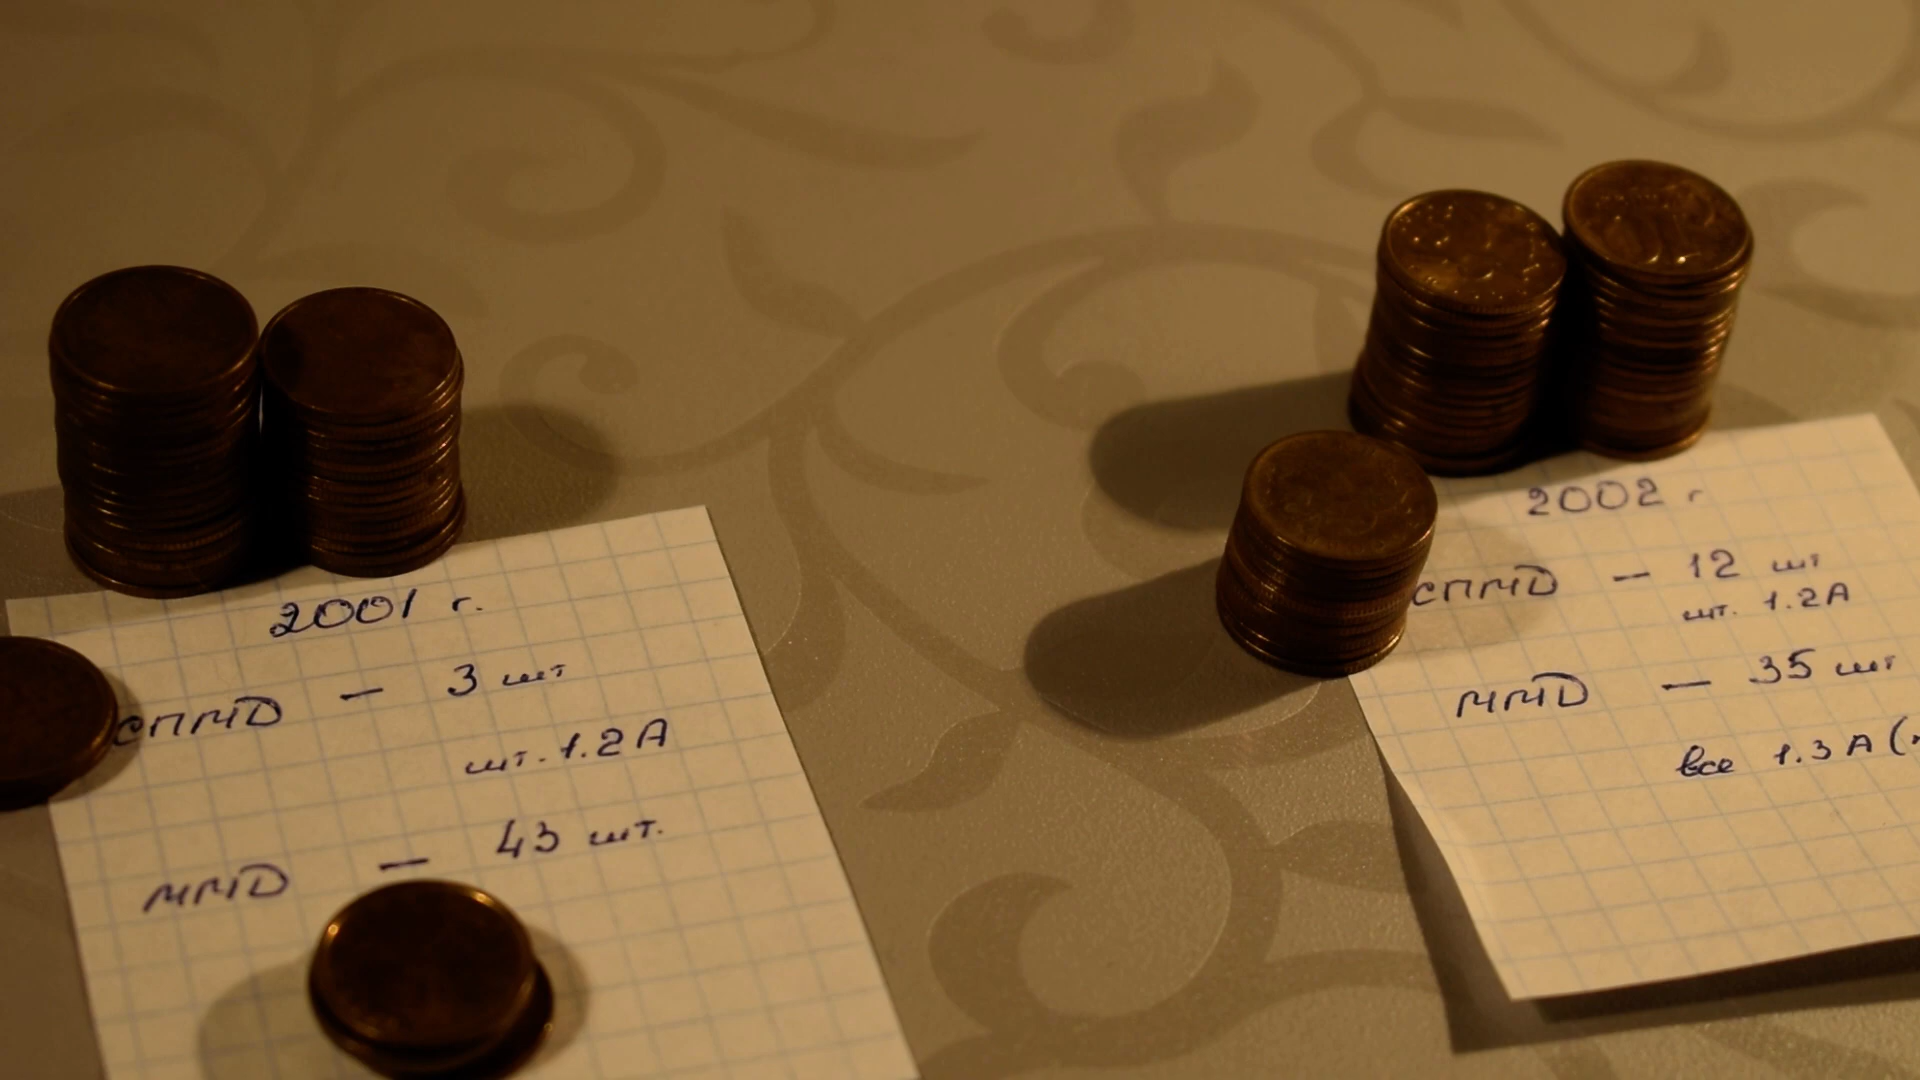 2001 г.
СПМД — 3 шт
шт. 1.2А
ММД — 43 шт.
2002 г
СПМД — 12 шт
шт. 1.2А
ММД — 35 шт
все 1.3А (